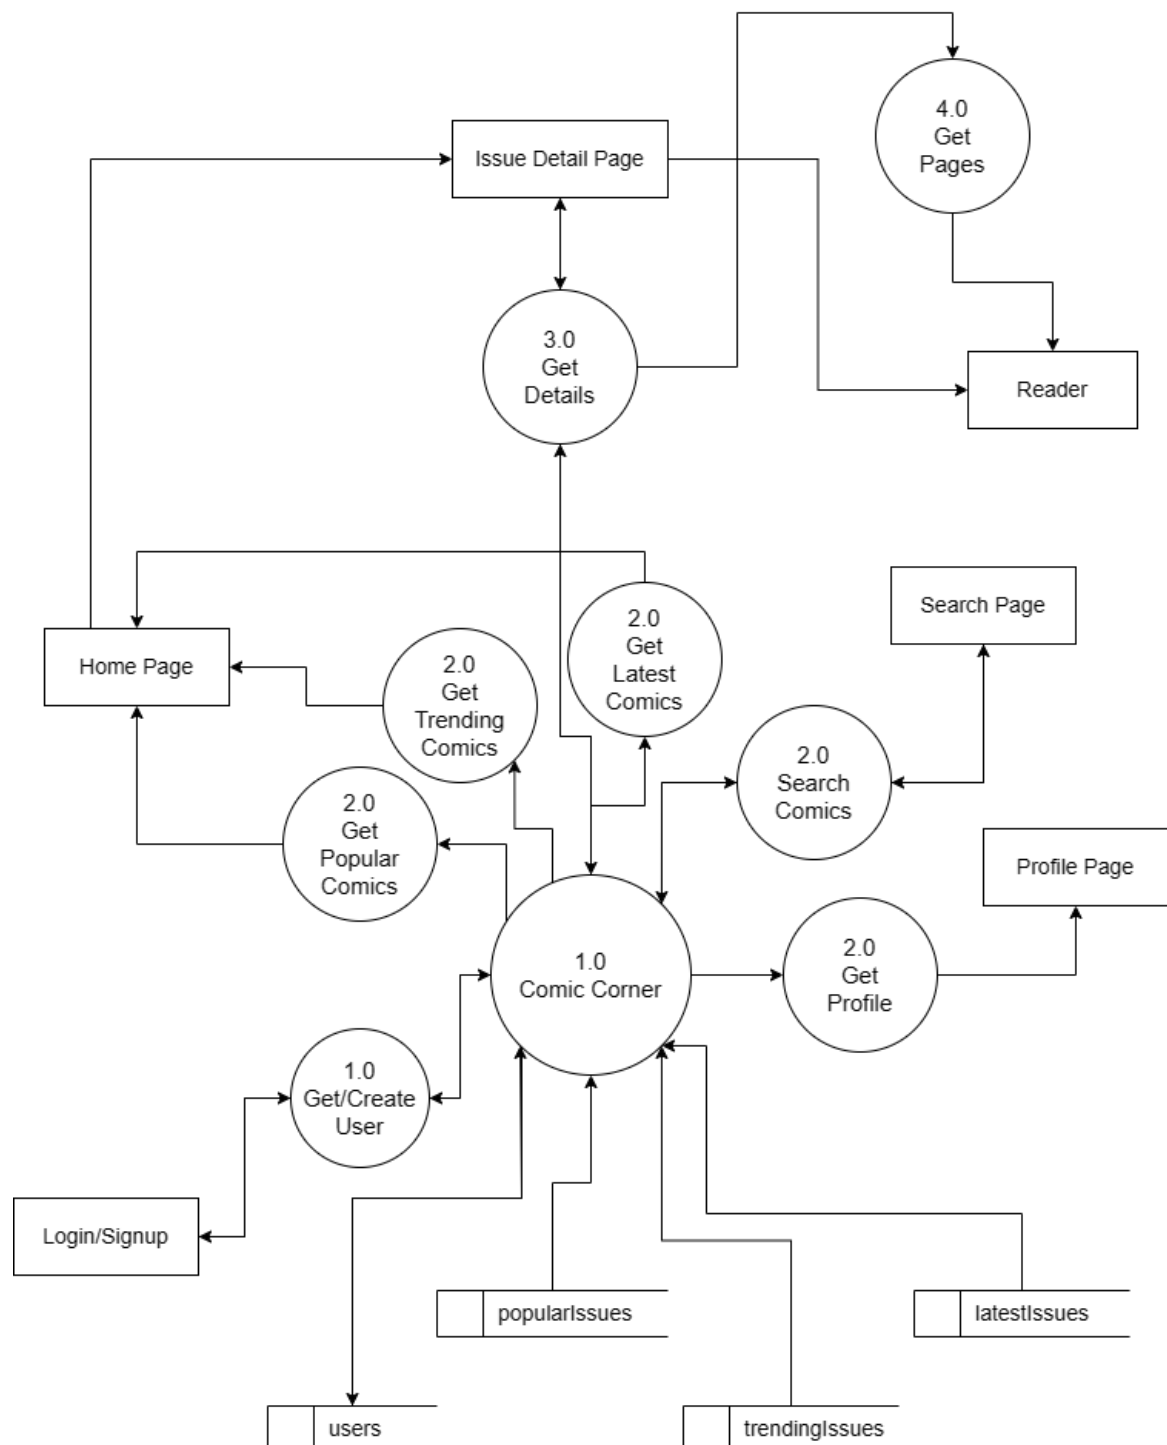 4.0
Get
Pages
Issue Detail Page
3.0
Get
Details
Reader
Search Page
2.0
Get
Latest
Comics
Home Page
2.0
Get
Trending
Comics
2.0
Search
Comics
2.0
Get
Popular
Comics
Profile Page
1.0
Comic Corner
2.0
Get
Profile
1.0
Get/Create
User
Login/Signup
popularIssues
latestIssues
users
trendingIssues